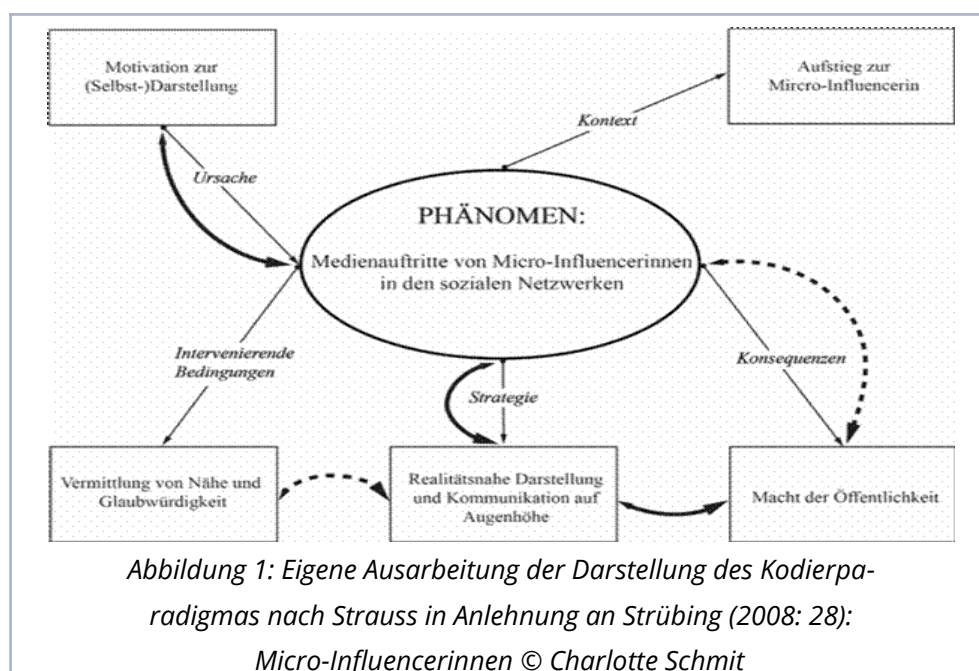 Motivation zur
(Selbst-)Darstellung
Aufstieg zur
Mircro-Influencerin
Kontext
Ursache
PHÄNOMEN:
Medienauftritte von Micro-Influencerinnen
in den sozialen Netzwerken
Intervenierende
Bedingungen
Konsequenzen
Strategie
Vermittlung von Nähe und
Glaubwürdigkeit
Realitätsnahe Darstellung
und Kommunikation auf
Augenhöhe
Macht der Öffentlichkeit
Abbildung 1: Eigene Ausarbeitung der Darstellung des Kodierpa-
radigmas nach Strauss in Anlehnung an Strübing (2008: 28):
Micro-Influencerinnen © Charlotte Schmit